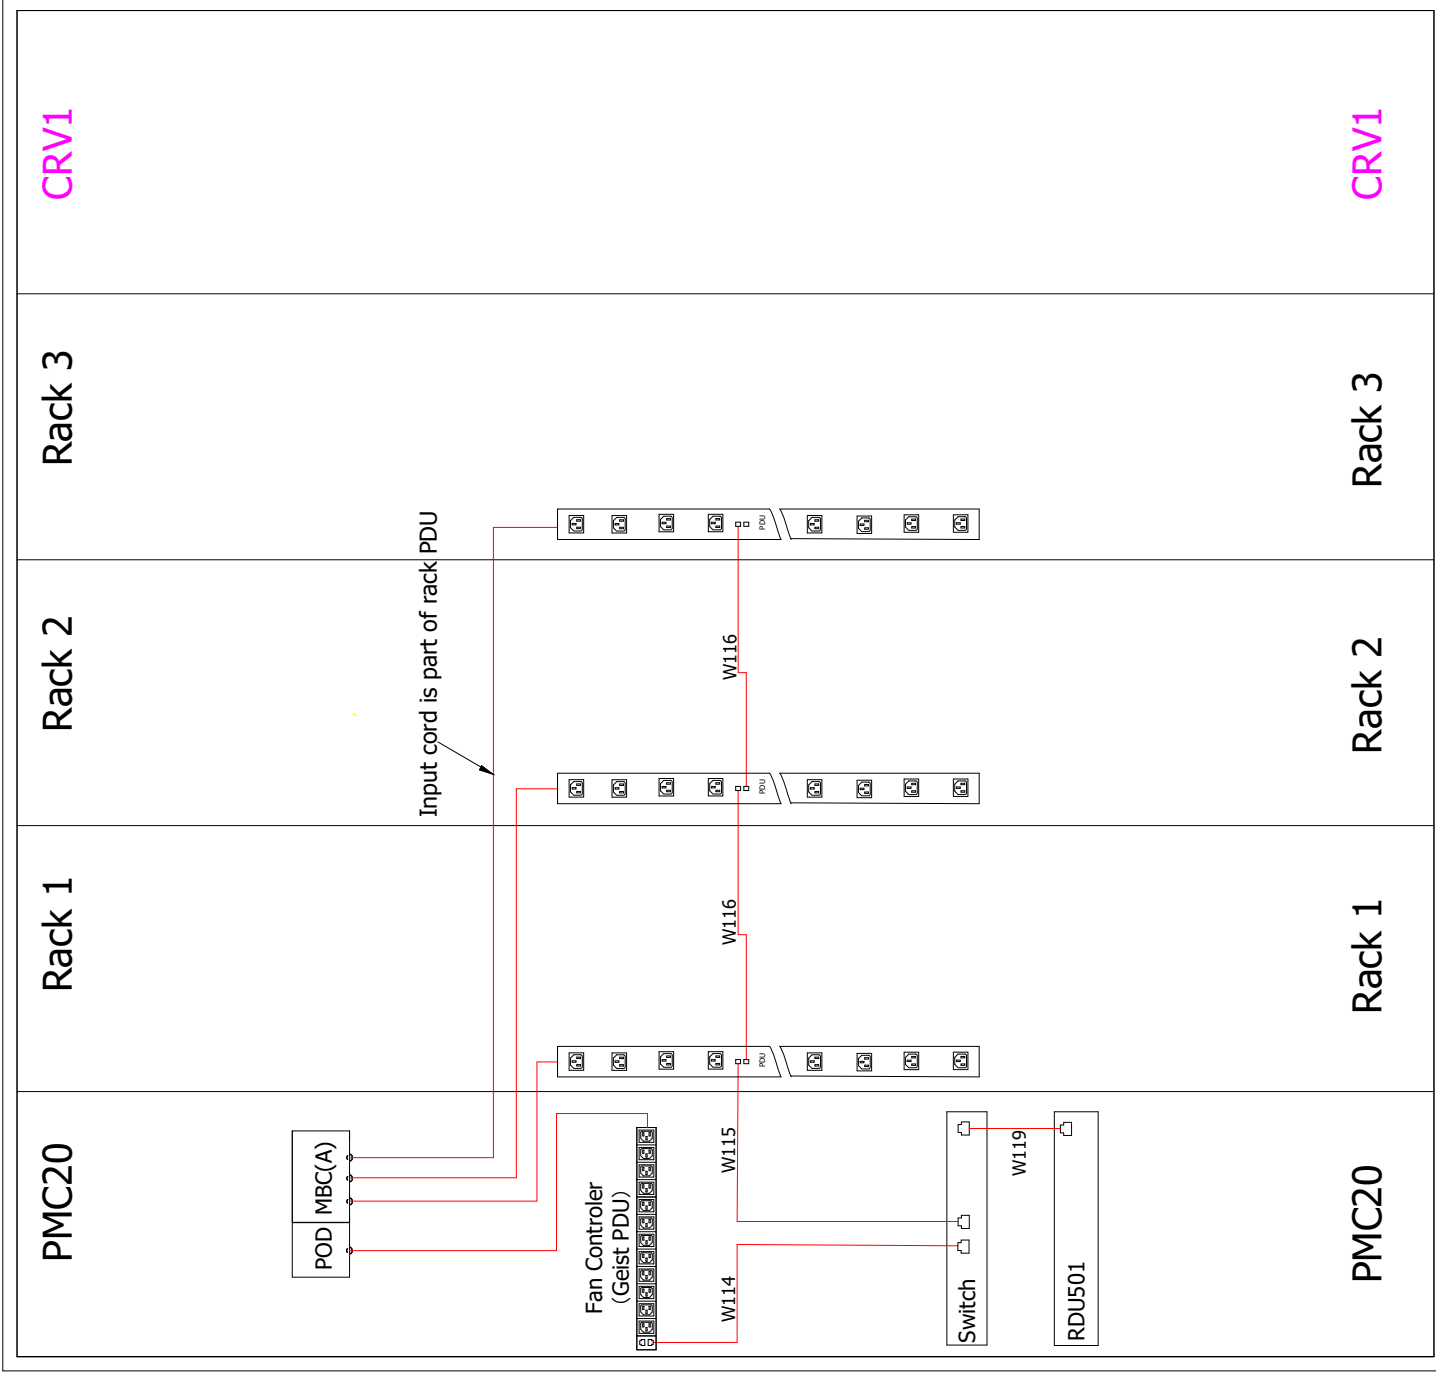 CRV1
CRV1
Rack 3
Rack 3
PDU
Input cord is part of rack PDU
Rack 2
Rack 2
W116
PDU
Rack 1
Rack 1
W116
PDU
PMC20
PMC20
POD
MBC(A)
Fan Controler
(Geist PDU)
W115
W114
W119
Switch
RDU501